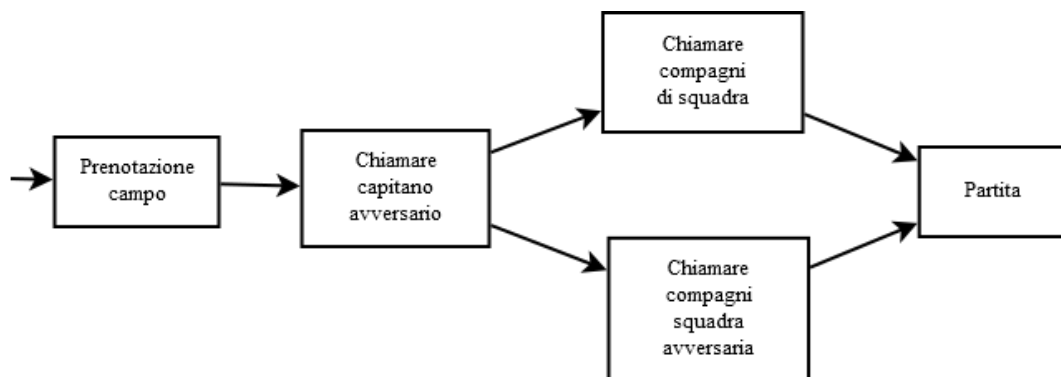 Prenotazione
campo
Chiamare
capitano
avversario
Chiamare
compagni
di squadra
Chiamare
compagni
squadra
avversaria
Partita